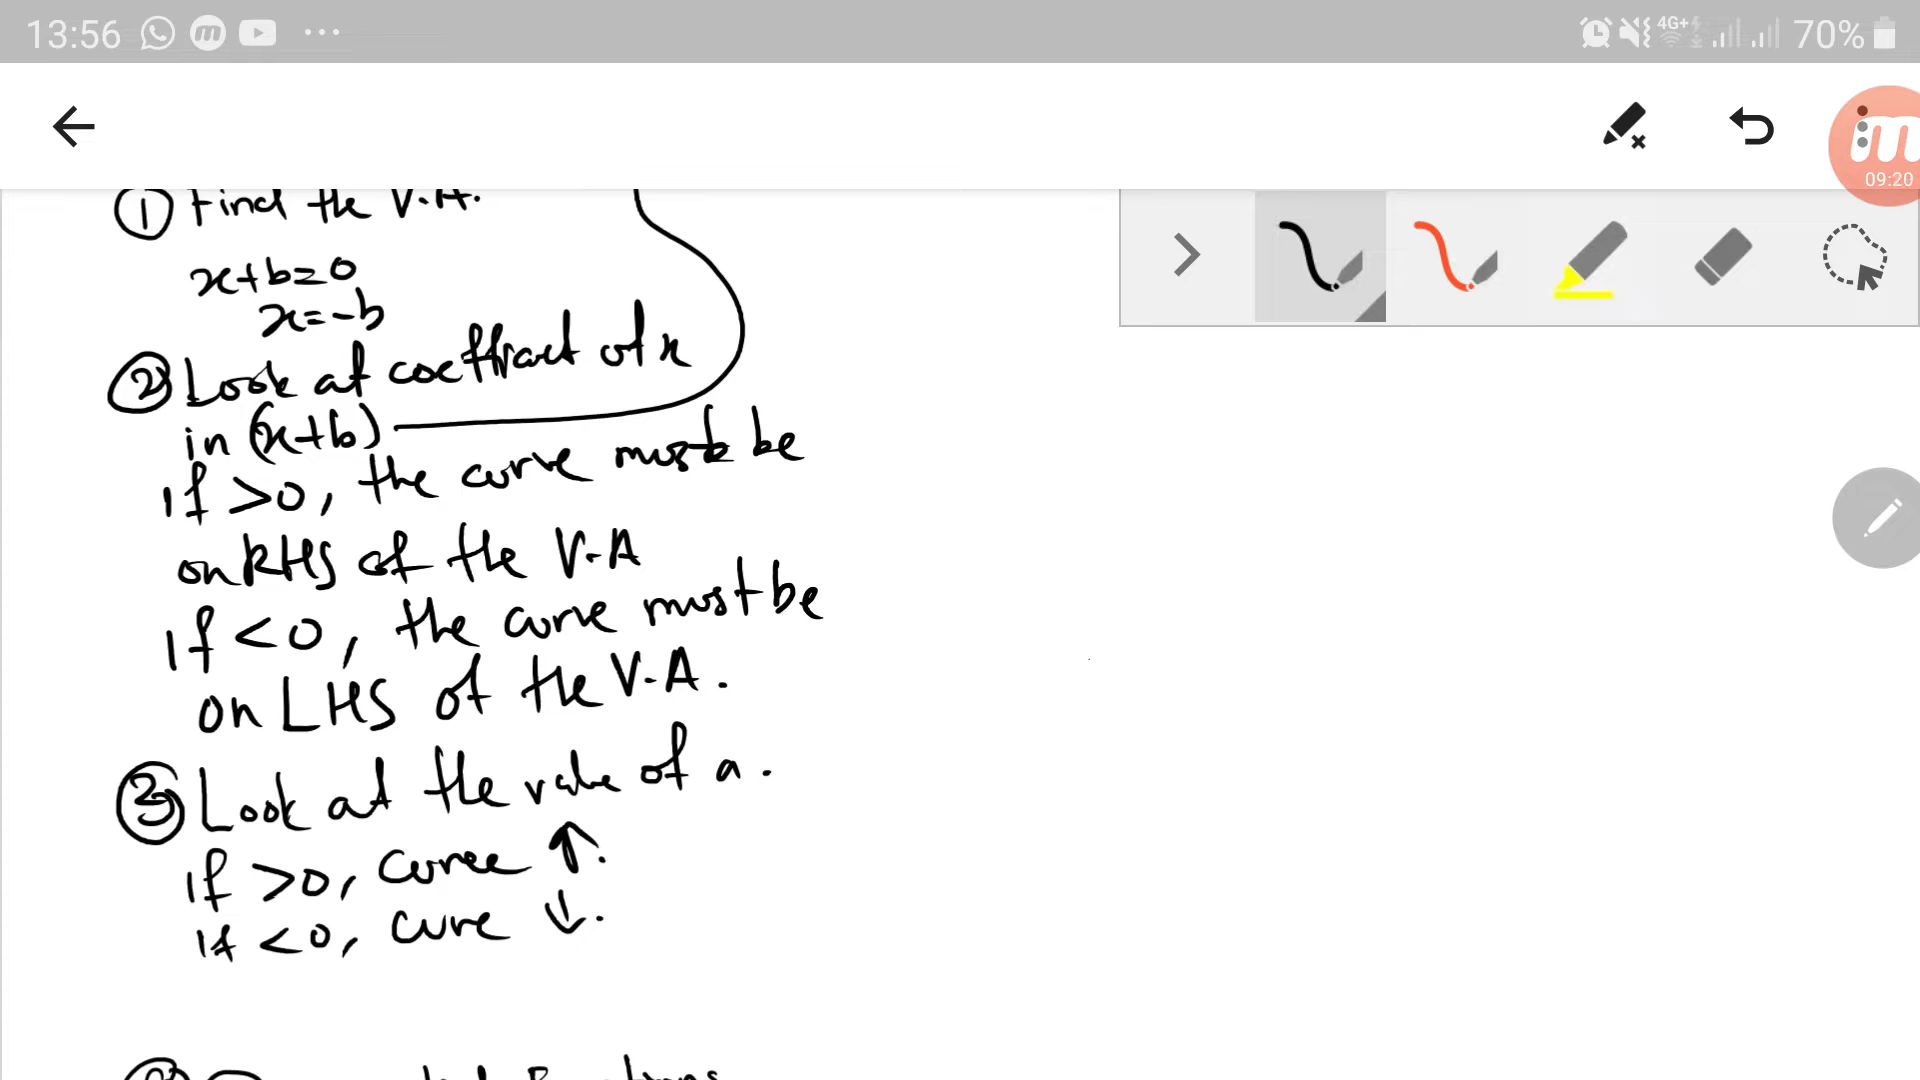 13:56
4G+
70%
09:20
① Find the V.A.
x+b=0
x=-b
② Look at coefficient of x
in (x+b)
if >0, the curve must be
on RHS of the V.A
if <0, the curve must be
on LHS of the V.A.
③ Look at the value of a.
if >0, curve ↑.
if <0, curve ↓.